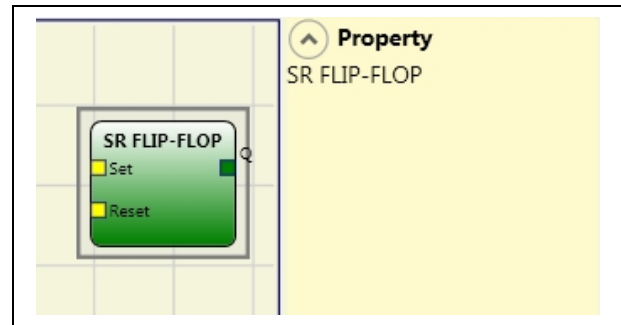 Property
SR FLIP-FLOP
SR FLIP-FLOP
Q
Set
Reset